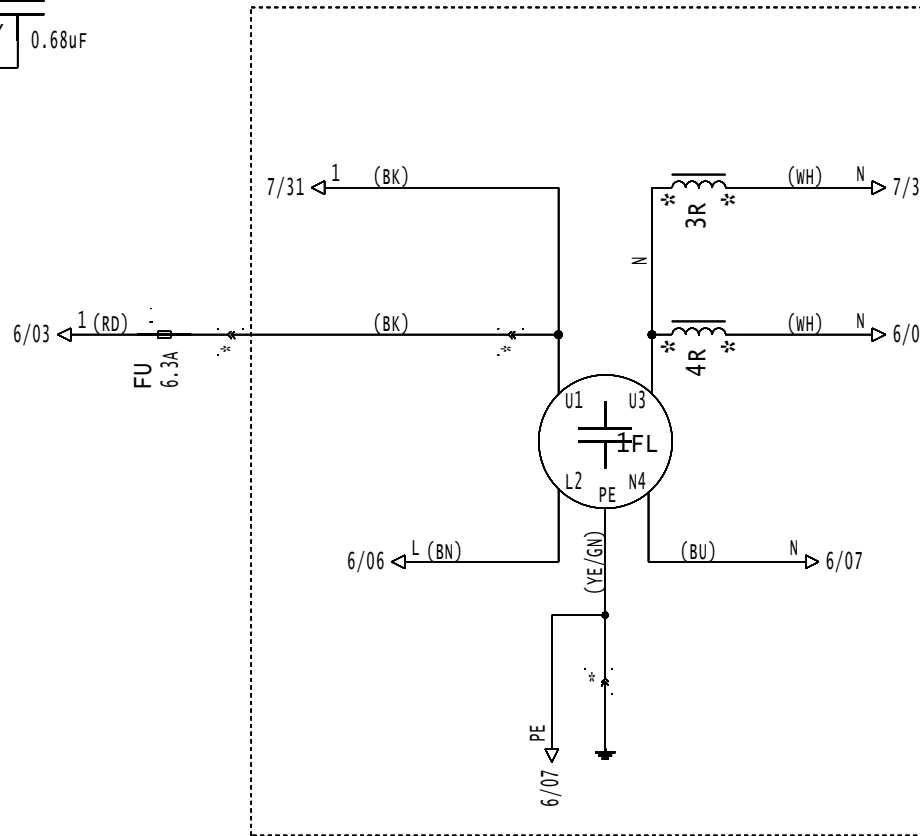 0.68uF
7/31 1 (BK)
(WH) N 7/3
3R
N
6/03 1 (RD) (BK)
(WH) N 6/0
FU
6.3A
4R
U1 U3
1FL
L2 PE N4
6/06 L (BN)
(YE/GN)
(BU) N 6/07
PE
6/07